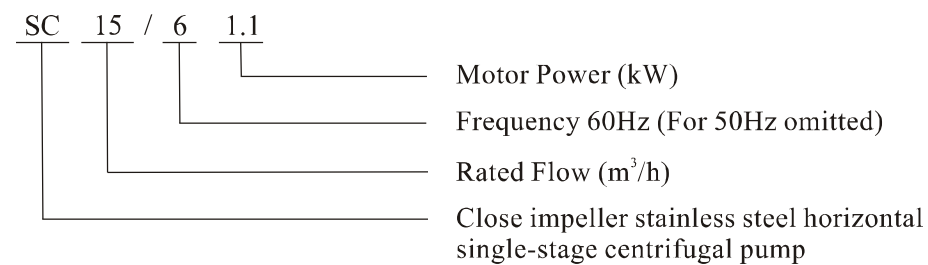 SC 15 / 6 1.1
Motor Power (kW)
Frequency 60Hz (For 50Hz omitted)
Rated Flow (m³/h)
Close impeller stainless steel horizontal
single-stage centrifugal pump